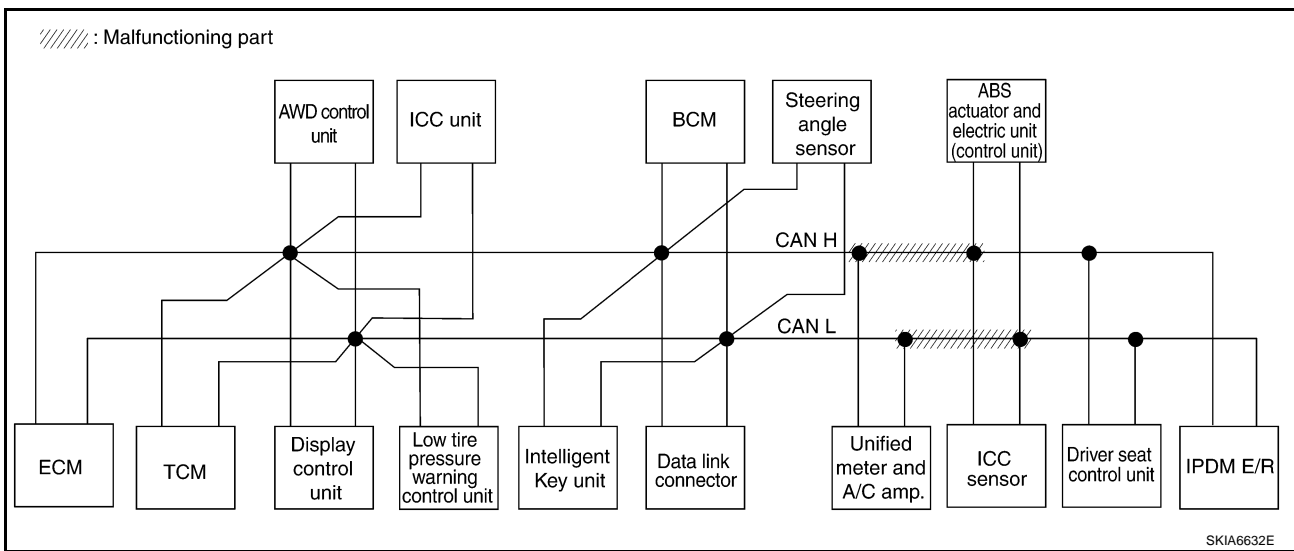 : Malfunctioning part
AWD control
unit
ICC unit
BCM
Steering
angle
sensor
ABS
actuator and
electric unit
(control unit)
CAN H
CAN L
ECM
TCM
Display
control
unit
Low tire
pressure
warning
control unit
Intelligent
Key unit
Data link
connector
Unified
meter and
A/C amp.
ICC
sensor
Driver seat
control unit
IPDM E/R
SKIA6632E